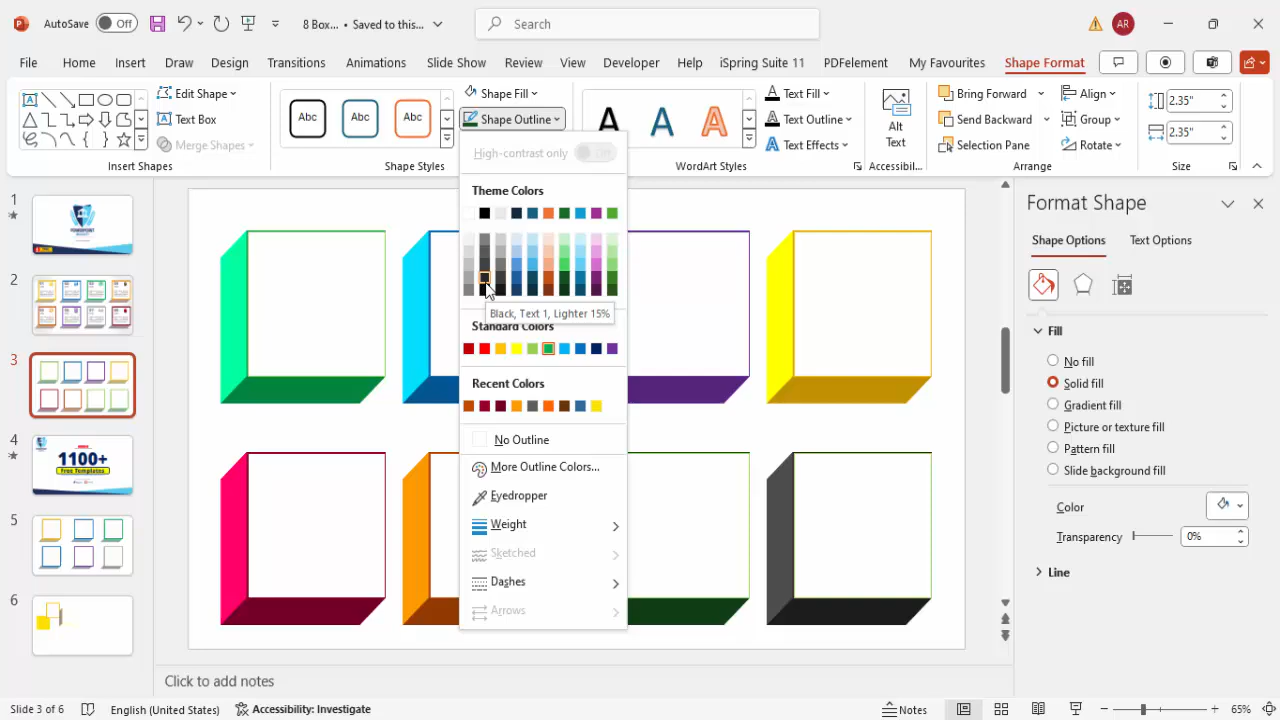 AutoSave Off 8 Box... • Saved to this... Search AR
File Home Insert Draw Design Transitions Animations Slide Show Review View Developer Help iSpring Suite 11 PDFelement My Favourites Shape Format
Edit Shape Abc Abc Abc Shape Fill A A A Text Fill Bring Forward Align 2.35"
Text Box Shape Outline Text Outline Alt Text Send Backward Group
Merge Shapes Text Effects Selection Pane Rotate 2.35"
Insert Shapes Shape Styles WordArt Styles Accessibil... Arrange Size
High-contrast only Off
Theme Colors
Black, Text 1, Lighter 15%
Standard Colors
Recent Colors
No Outline
More Outline Colors...
Eyedropper
Weight
Sketched
Dashes
Arrows
1
2
3
4
1100+
Free Templates
5
6
Format Shape
Shape Options Text Options
Fill
No fill
Solid fill
Gradient fill
Picture or texture fill
Pattern fill
Slide background fill
Color
Transparency 0%
Line
Click to add notes
Slide 3 of 6 English (United States) Accessibility: Investigate Notes 65%